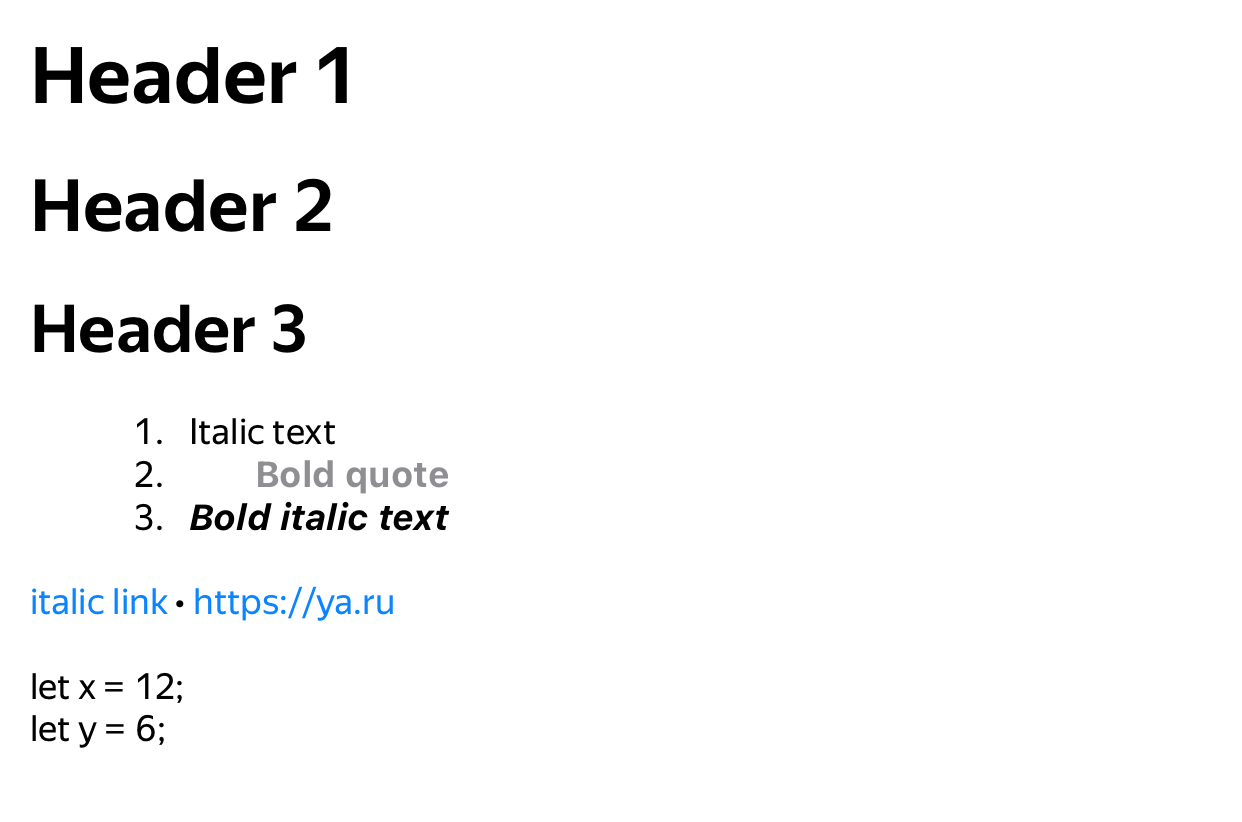 Header 1
Header 2
Header 3
1. Italic text
2. Bold quote
3. Bold italic text
italic link • https://ya.ru
let x = 12;
let y = 6;